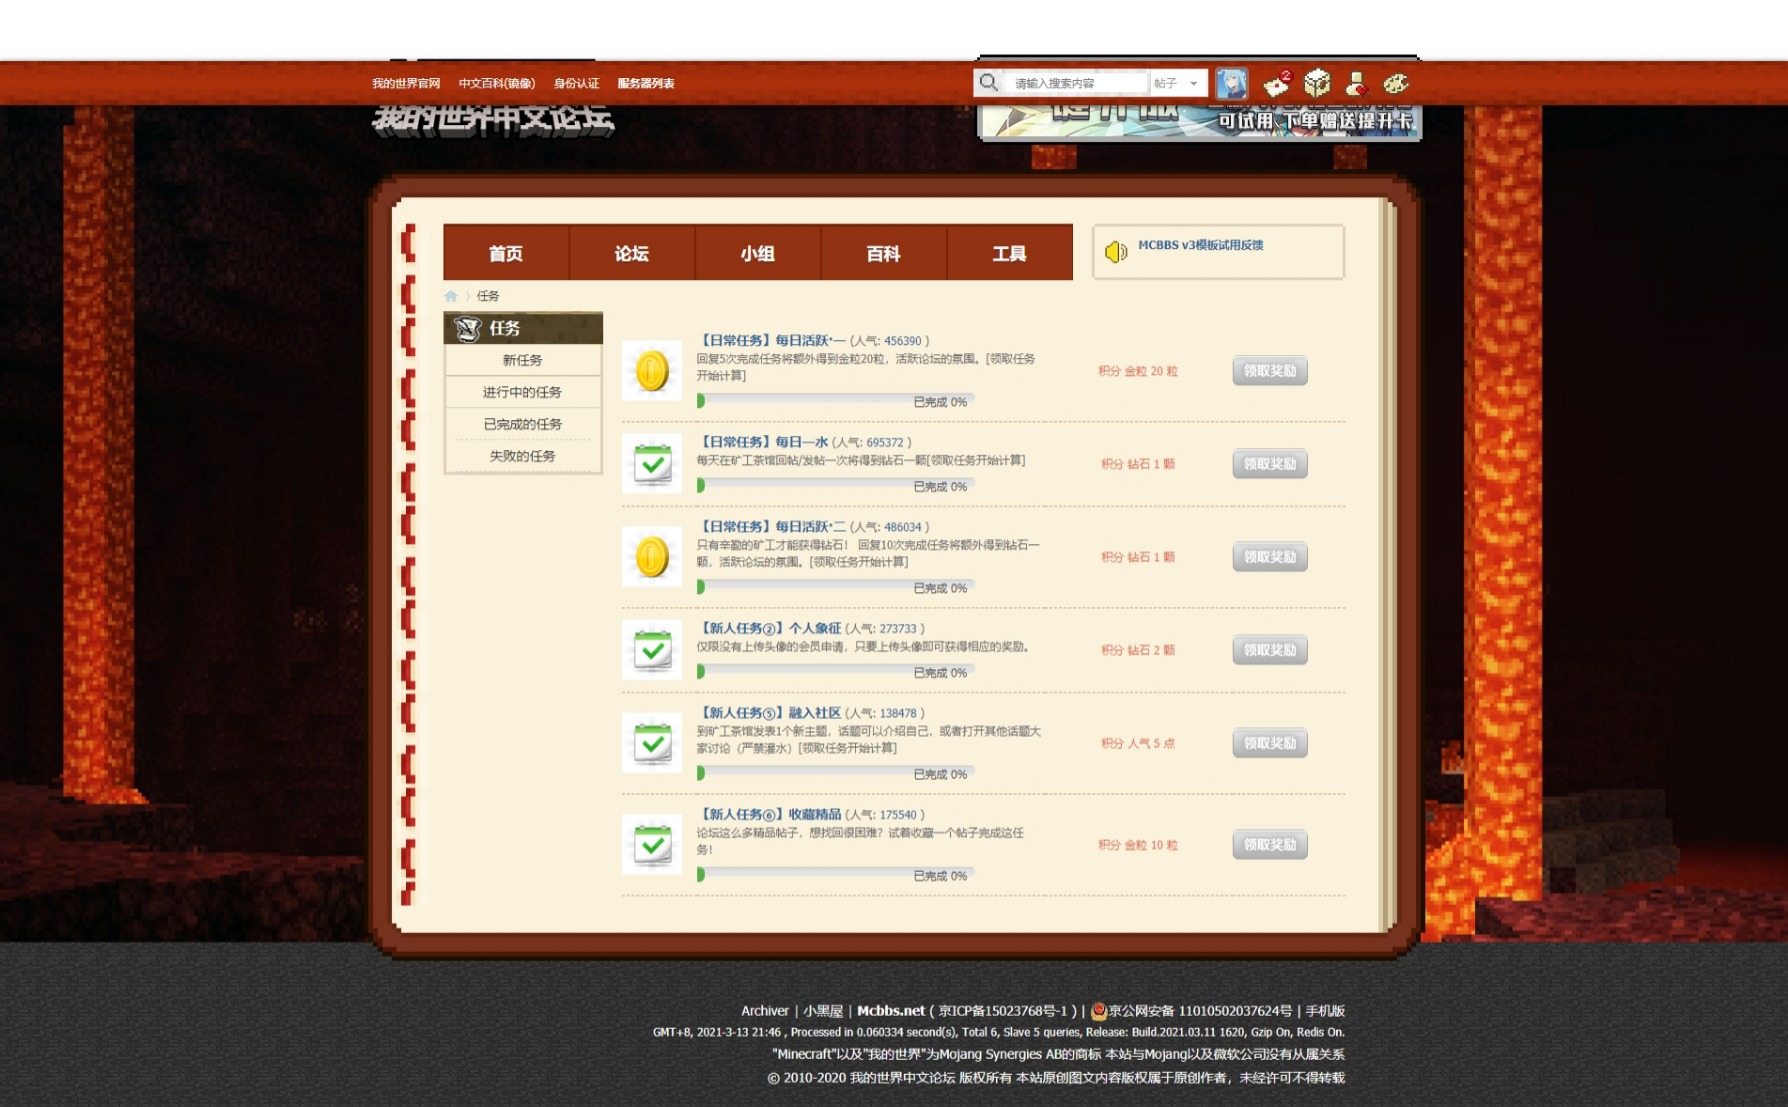 我的世界官网 中文百科(镜像) 身份认证 服务器列表
请输入搜索内容 帖子 2
我的世界中文论坛
可试用、下单赠送提升卡
首页 论坛 小组 百科 工具
MCBBS v3模板试用反馈
任务
任务
新任务
进行中的任务
已完成的任务
失败的任务
【日常任务】每日活跃·一 (人气: 456390 )
回复5次完成任务将额外得到金粒20粒，活跃论坛的氛围。[领取任务
开始计算]
已完成 0%
积分 金粒 20 粒
领取奖励
【日常任务】每日一水 (人气: 695372 )
每天在矿工茶馆回帖/发帖一次将得到钻石一颗[领取任务开始计算]
已完成 0%
积分 钻石 1 颗
领取奖励
【日常任务】每日活跃·二 (人气: 486034 )
只有辛勤的矿工才能获得钻石！ 回复10次完成任务将额外得到钻石一
颗，活跃论坛的氛围。[领取任务开始计算]
已完成 0%
积分 钻石 1 颗
领取奖励
【新人任务②】个人象征 (人气: 273733 )
仅限没有上传头像的会员申请，只要上传头像即可获得相应的奖励。
已完成 0%
积分 钻石 2 颗
领取奖励
【新人任务⑤】融入社区 (人气: 138478 )
到矿工茶馆发表1个新主题，话题可以介绍自己，或者打开其他话题大
家讨论（严禁灌水）[领取任务开始计算]
已完成 0%
积分 人气 5 点
领取奖励
【新人任务⑥】收藏精品 (人气: 175540 )
论坛这么多精品帖子，想找回很困难？试着收藏一个帖子完成这任
务！
已完成 0%
积分 金粒 10 粒
领取奖励
Archiver | 小黑屋 | Mcbbs.net ( 京ICP备15023768号-1 ) | 京公网安备 11010502037624号 | 手机版
GMT+8, 2021-3-13 21:46 , Processed in 0.060334 second(s), Total 6, Slave 5 queries, Release: Build.2021.03.11 1620, Gzip On, Redis On.
"Minecraft"以及"我的世界"为Mojang Synergies AB的商标 本站与Mojang以及微软公司没有从属关系
© 2010-2020 我的世界中文论坛 版权所有 本站原创图文内容版权属于原创作者，未经许可不得转载